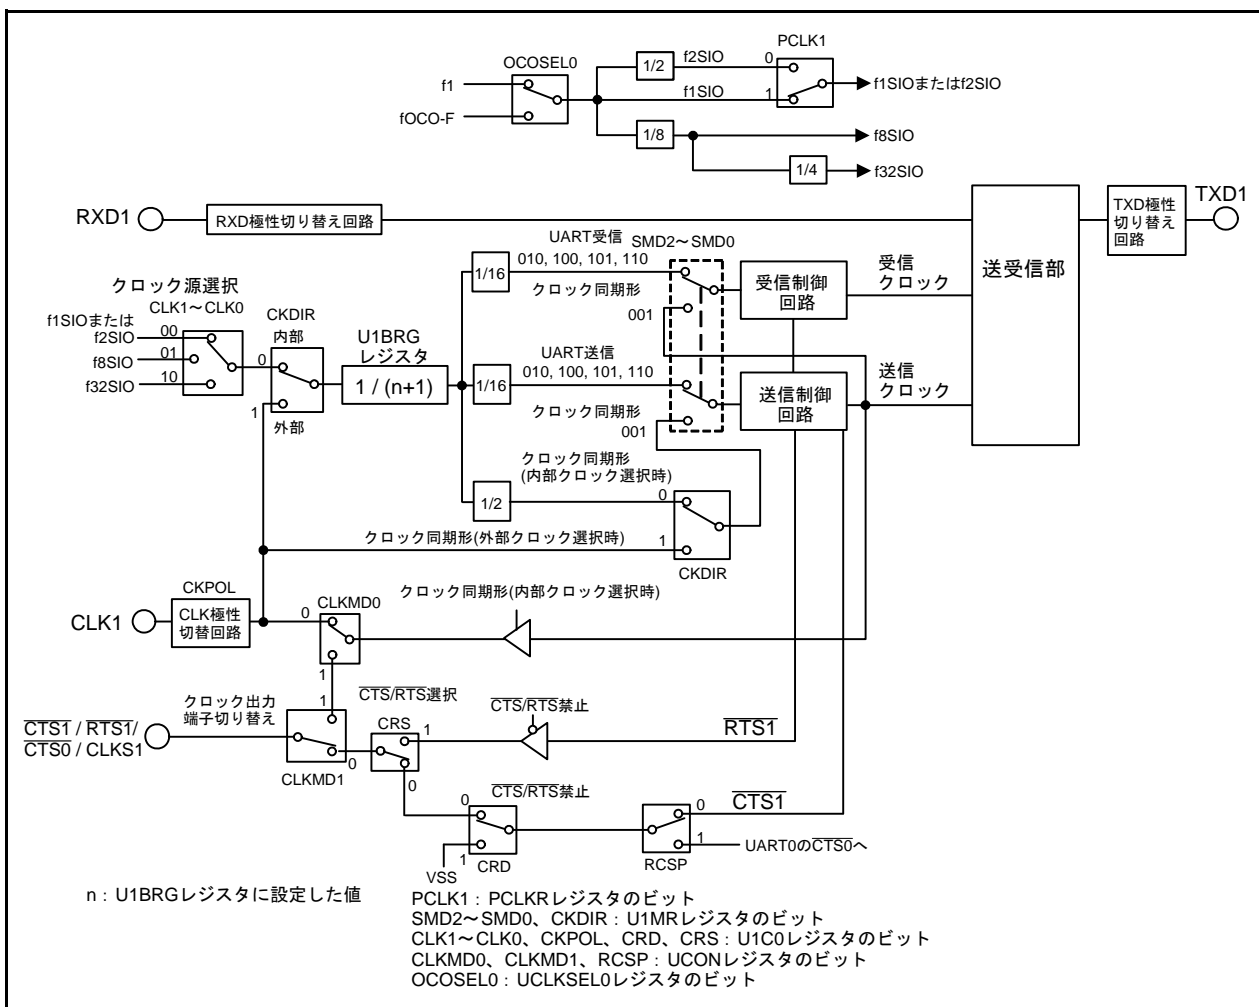 OCOSEL0
f1
fOCO-F
1/2
f2SIO
f1SIO
PCLK1
0
1
f1SIOまたはf2SIO
1/8
f8SIO
1/4
f32SIO
RXD1
RXD極性切り替え回路
送受信部
TXD極性
切り替え
回路
TXD1
クロック源選択
CLK1～CLK0
f1SIOまたは
f2SIO
00
f8SIO
01
f32SIO
10
CKDIR
内部
0
1
外部
U1BRG
レジスタ
1 / (n+1)
1/16
UART受信
010, 100, 101, 110
クロック同期形
001
SMD2～SMD0
受信制御
回路
受信
クロック
1/16
UART送信
010, 100, 101, 110
クロック同期形
001
送信制御
回路
送信
クロック
1/2
クロック同期形
(内部クロック選択時)
0
クロック同期形(外部クロック選択時)
1
CKDIR
CLK1
CKPOL
CLK極性
切替回路
CLKMD0
0
1
クロック同期形(内部クロック選択時)
CTS1 / RTS1/
CTS0 / CLKS1
クロック出力
端子切り替え
1
0
CLKMD1
CTS/RTS選択
CRS
1
0
CTS/RTS禁止
RTS1
CTS/RTS禁止
0
1
VSS
CRD
RCSP
0
1
CTS1
UART0のCTS0へ
n : U1BRGレジスタに設定した値
PCLK1 : PCLKRレジスタのビット
SMD2～SMD0、CKDIR : U1MRレジスタのビット
CLK1～CLK0、CKPOL、CRD、CRS : U1C0レジスタのビット
CLKMD0、CLKMD1、RCSP : UCONレジスタのビット
OCOSEL0 : UCLKSEL0レジスタのビット